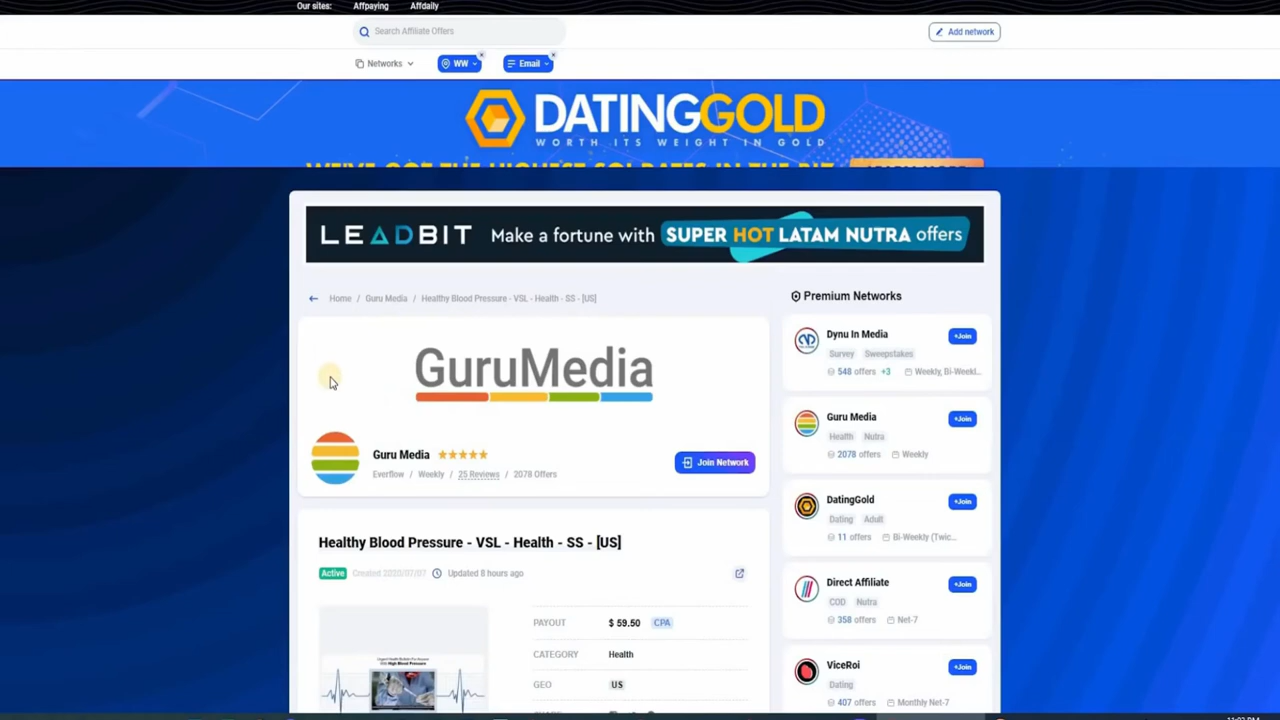 Our sites: Affpaying Affdaily
Search Affiliate Offers
Add network
Networks WW Email
DATINGGOLD
WORTH ITS WEIGHT IN GOLD
LEADBIT Make a fortune with SUPER HOT LATAM NUTRA offers
Home / Guru Media / Healthy Blood Pressure - VSL - Health - SS - [US]
GuruMedia
Guru Media
Everflow / Weekly / 25 Reviews / 2078 Offers
Join Network
Healthy Blood Pressure - VSL - Health - SS - [US]
Active Created 2020/07/07 Updated 8 hours ago
PAYOUT $ 59.50 CPA
CATEGORY Health
GEO US
Premium Networks
Dynu In Media +Join
Survey Sweepstakes
548 offers +3 Weekly, Bi-Weekl...
Guru Media +Join
Health Nutra
2078 offers Weekly
DatingGold +Join
Dating Adult
11 offers Bi-Weekly (Twic...
Direct Affiliate +Join
COD Nutra
358 offers Net-7
ViceRoi +Join
Dating
407 offers Monthly Net-7